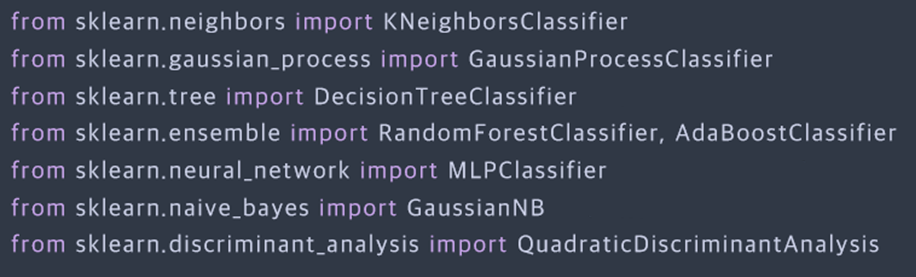 from sklearn.neighbors import KNeighborsClassifier
from sklearn.gaussian_process import GaussianProcessClassifier
from sklearn.tree import DecisionTreeClassifier
from sklearn.ensemble import RandomForestClassifier, AdaBoostClassifier
from sklearn.neural_network import MLPClassifier
from sklearn.naive_bayes import GaussianNB
from sklearn.discriminant_analysis import QuadraticDiscriminantAnalysis